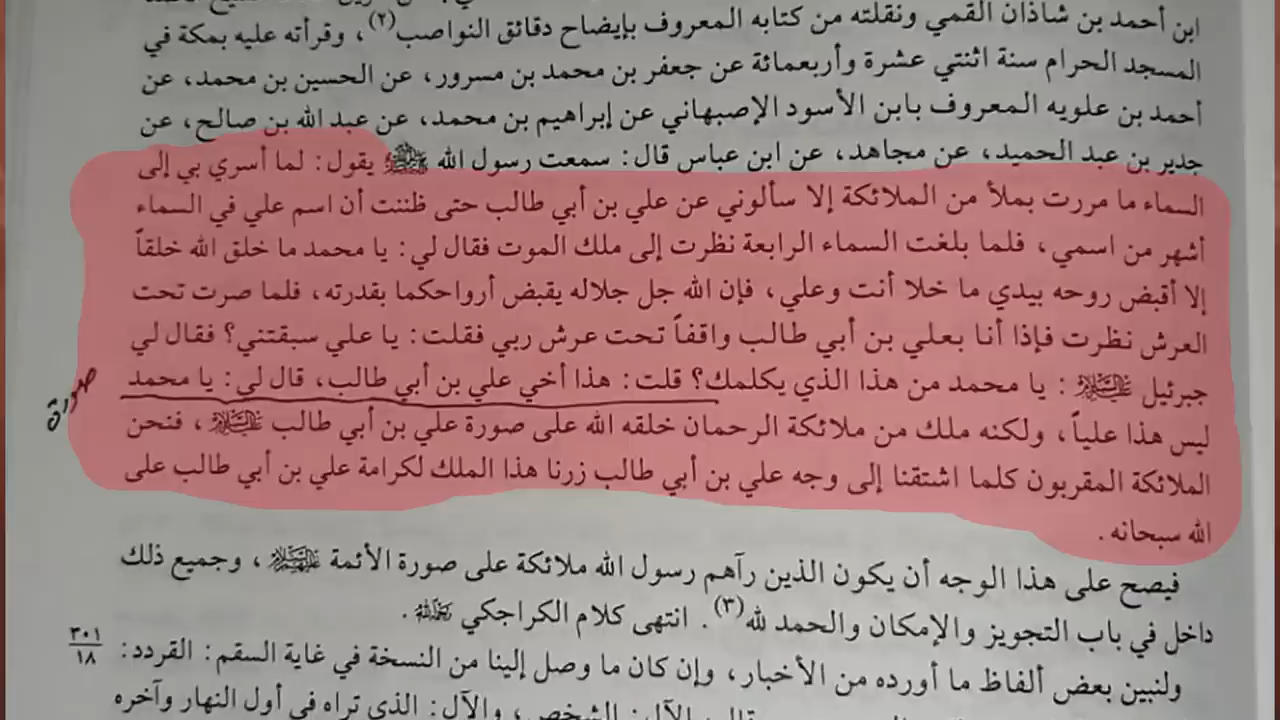 ابن أحمد بن شاذان القمي ونقلته من كتابه المعروف بإيضاح دقائق النواصب(٢)، وقرأته عليه بمكة في
المسجد الحرام سنة اثنتي عشرة وأربعمائة عن جعفر بن محمد بن مسرور، عن الحسين بن محمد، عن
أحمد بن علويه المعروف بابن الأسود الإصبهاني عن إبراهيم بن محمد، عن عبد الله بن صالح، عن
جدير بن عبد الحميد، عن مجاهد، عن ابن عباس قال: سمعت رسول الله ﷺ يقول: لما أسري بي إلى
السماء ما مررت بملأ من الملائكة إلا سألوني عن علي بن أبي طالب حتى ظننت أن اسم علي في السماء
أشهر من اسمي، فلما بلغت السماء الرابعة نظرت إلى ملك الموت فقال لي: يا محمد ما خلق الله خلقاً
إلا أقبض روحه بيدي ما خلا أنت وعلي، فإن الله جل جلاله يقبض أرواحكما بقدرته، فلما صرت تحت
العرش نظرت فإذا أنا بعلي بن أبي طالب واقفاً تحت عرش ربي فقلت: يا علي سبقتني؟ فقال لي
جبرئيل عليه السلام: يا محمد من هذا الذي يكلمك؟ قلت: هذا أخي علي بن أبي طالب، قال لي: يا محمد
صورة
ليس هذا علياً، ولكنه ملك من ملائكة الرحمان خلقه الله على صورة علي بن أبي طالب عليه السلام، فنحن
الملائكة المقربون كلما اشتقنا إلى وجه علي بن أبي طالب زرنا هذا الملك لكرامة علي بن أبي طالب على
الله سبحانه.
فيصح على هذا الوجه أن يكون الذين رآهم رسول الله ملائكة على صورة الأئمة عليهم السلام، وجميع ذلك
داخل في باب التجويز والإمكان والحمد لله(٣). انتهى كلام الكراجكي رحمه الله.
٣٠١
١٨
ولنبين بعض ألفاظ ما أورده من الأخبار، وإن كان ما وصل إلينا من النسخة في غاية السقم: القردد:
الآل: الشخص، والآل: الذي تراه في أول النهار وآخره